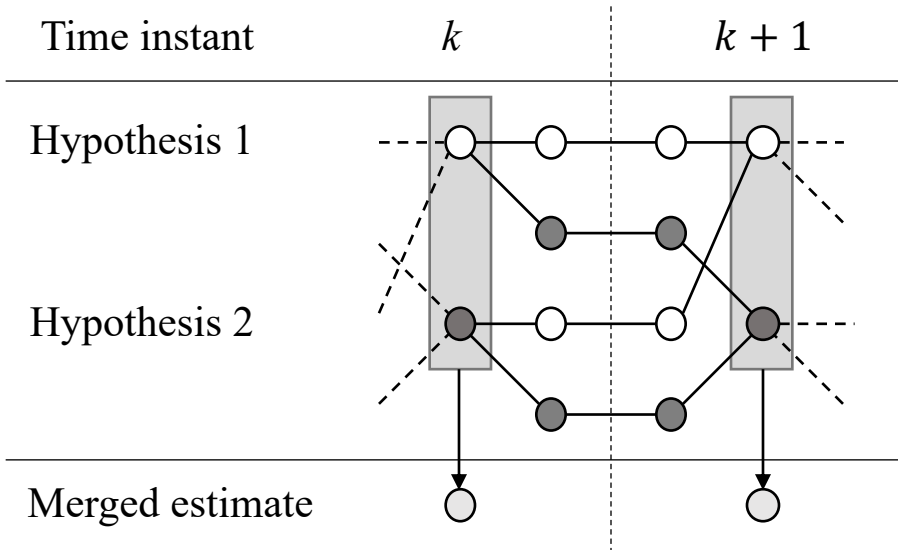 Time instant k k + 1
Hypothesis 1
Hypothesis 2
Merged estimate